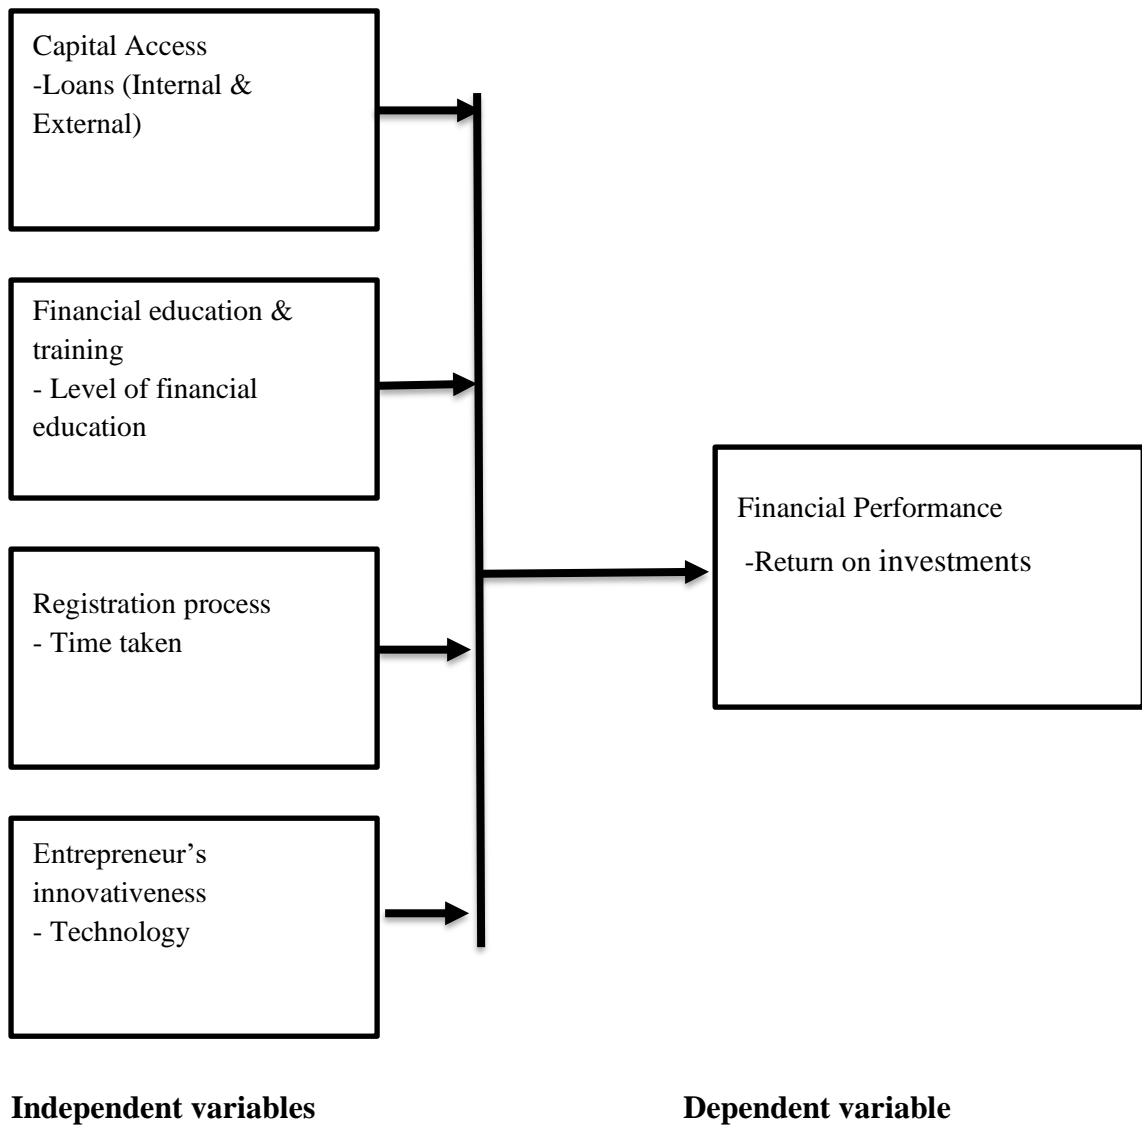 Capital Access
-Loans (Internal &
External)
Financial education &
training
- Level of financial
education
Registration process
- Time taken
Entrepreneur’s
innovativeness
- Technology
Financial Performance
-Return on investments
Independent variables
Dependent variable